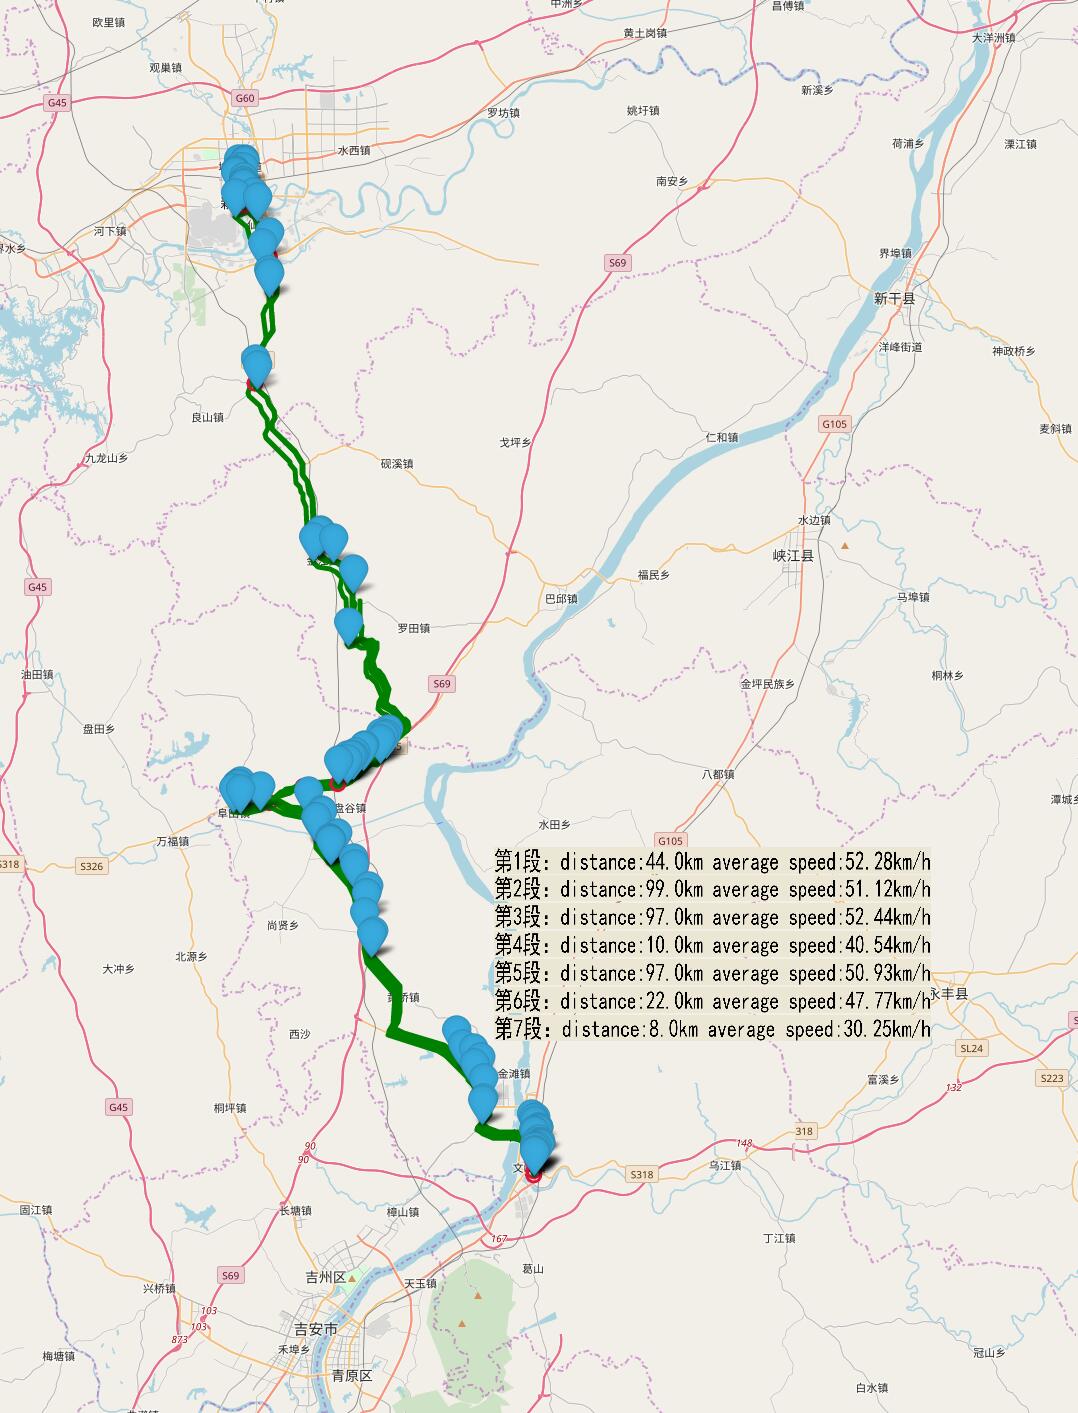 欧里镇
中洲乡
昌傅镇
黄土岗镇
大洋洲镇
观巢镇
G45
G60
新溪乡
罗坊镇
姚圩镇
荷浦乡
溧江镇
水西镇
南安乡
河下镇
界水乡
S69
界埠镇
新干县
洋峰街道
神政桥乡
良山镇
G105
麦斜镇
仁和镇
戈坪乡
九龙山乡
砚溪镇
水边镇
峡江县
福民乡
G45
巴邱镇
马埠镇
罗田镇
油田镇
S69
金坪民族乡
桐林乡
盘田乡
八都镇
潭城乡
盘谷镇
水田乡
万福镇
G105
S318
S326
第1段: distance:44.0km average speed:52.28km/h
第2段: distance:99.0km average speed:51.12km/h
第3段: distance:97.0km average speed:52.44km/h
第4段: distance:10.0km average speed:40.54km/h
第5段: distance:97.0km average speed:50.93km/h
第6段: distance:22.0km average speed:47.77km/h
第7段: distance:8.0km average speed:30.25km/h
尚贤乡
北源乡
大冲乡
永丰县
西沙
SL24
金滩镇
富溪乡
S223
132
G45
桐坪镇
318
148
90
90
乌江镇
S318
固江镇
长塘镇
樟山镇
167
丁江镇
葛山
S69
吉州区
天玉镇
兴桥镇
103
103
吉安市
873
禾埠乡
梅塘镇
冠山乡
青原区
白水镇